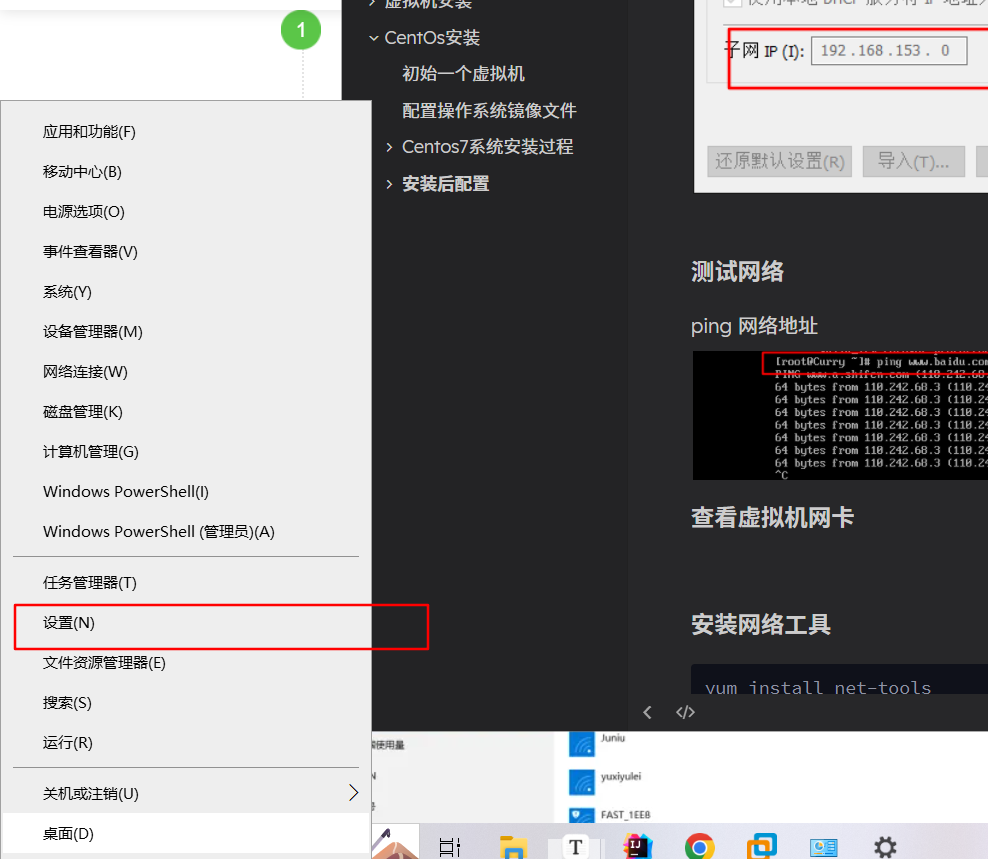 1
虚拟机安装
CentOs安装
初始一个虚拟机
配置操作系统镜像文件
Centos7系统安装过程
安装后配置
子网 IP (I): 192 .168 .153 . 0
还原默认设置(R) 导入(T)...
测试网络
ping 网络地址
[root@Curry ~]# ping www.baidu.com
PING www.a.shifen.com (110.242.68
64 bytes from 110.242.68.3 (110.24
64 bytes from 110.242.68.3 (110.24
64 bytes from 110.242.68.3 (110.24
64 bytes from 110.242.68.3 (110.24
64 bytes from 110.242.68.3 (110.24
64 bytes from 110.242.68.3 (110.24
64 bytes from 110.242.68.3 (110.24
^C
查看虚拟机网卡
安装网络工具
yum install net-tools
应用和功能(F)
移动中心(B)
电源选项(O)
事件查看器(V)
系统(Y)
设备管理器(M)
网络连接(W)
磁盘管理(K)
计算机管理(G)
Windows PowerShell(I)
Windows PowerShell (管理员)(A)
任务管理器(T)
设置(N)
文件资源管理器(E)
搜索(S)
运行(R)
关机或注销(U)
桌面(D)
使用量
Juniu
yuxiyulei
FAST_1EE8
T
IJ